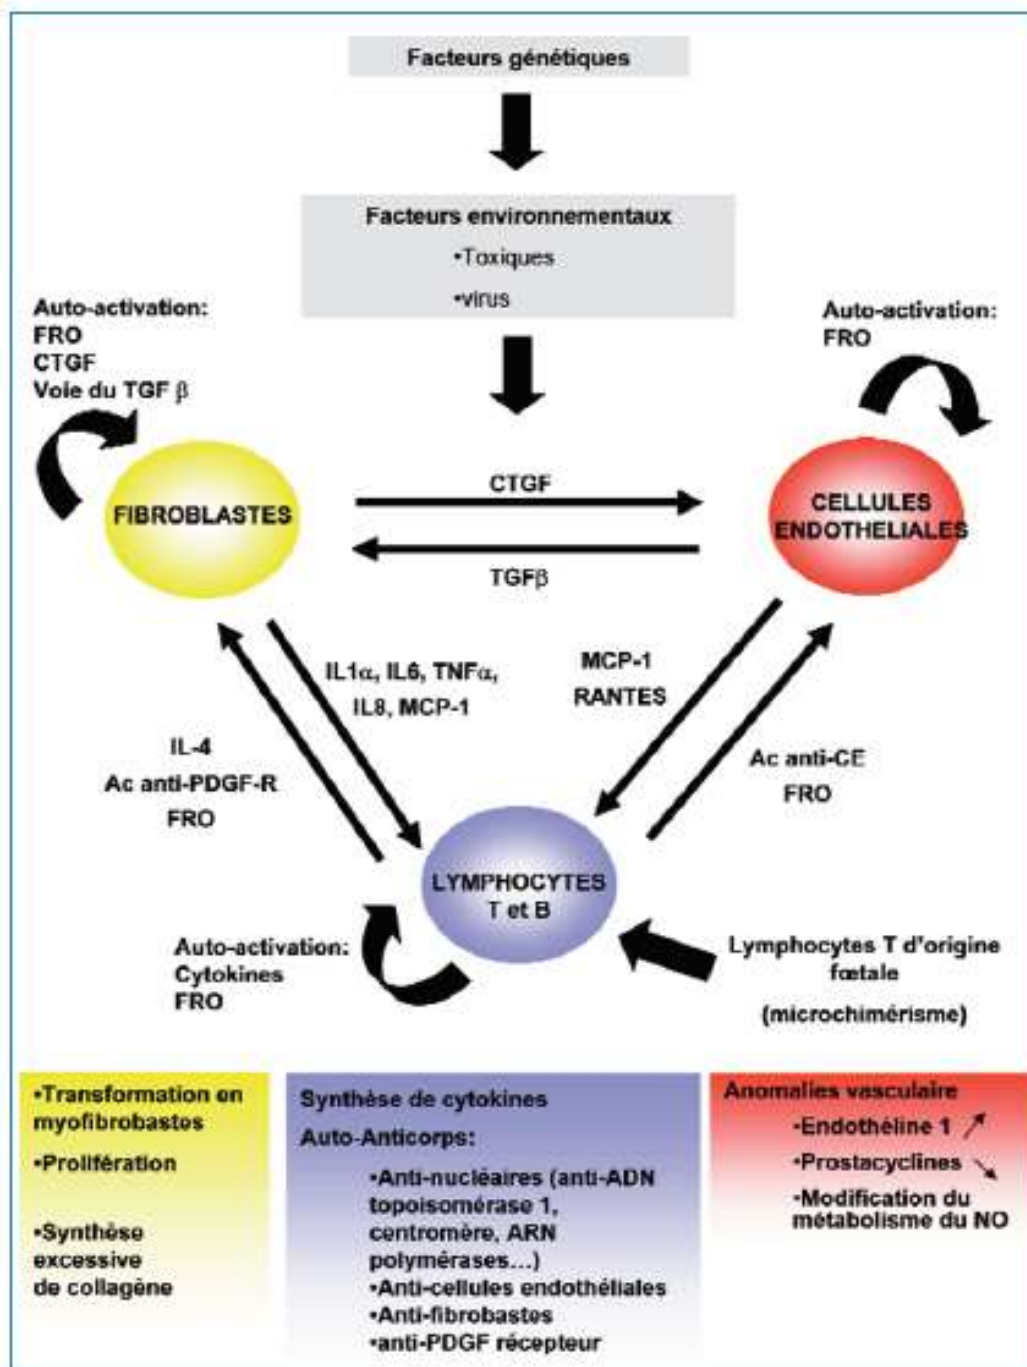 Facteurs génétiques
Facteurs environnementaux
•Toxiques
•virus
Auto-activation:
FRO
CTGF
Voie du TGF β
Auto-activation:
FRO
FIBROBLASTES
CTGF
TGFβ
CELLULES
ENDOTHELIALES
IL1α, IL6, TNFα,
IL8, MCP-1
MCP-1
RANTES
IL-4
Ac anti-PDGF-R
FRO
Ac anti-CE
FRO
LYMPHOCYTES
T et B
Auto-activation:
Cytokines
FRO
Lymphocytes T d'origine
fœtale
(microchimérisme)
•Transformation en
myofibrobastes
•Prolifération
•Synthèse
excessive
de collagène
Synthèse de cytokines
Auto-Anticorps:
•Anti-nucléaires (anti-ADN
topoisomérase 1,
centromère, ARN
polymérases...)
•Anti-cellules endothéliales
•Anti-fibrobastes
•anti-PDGF récepteur
Anomalies vasculaire
•Endothéline 1 ↗
•Prostacyclines ↘
•Modification du
métabolisme du NO